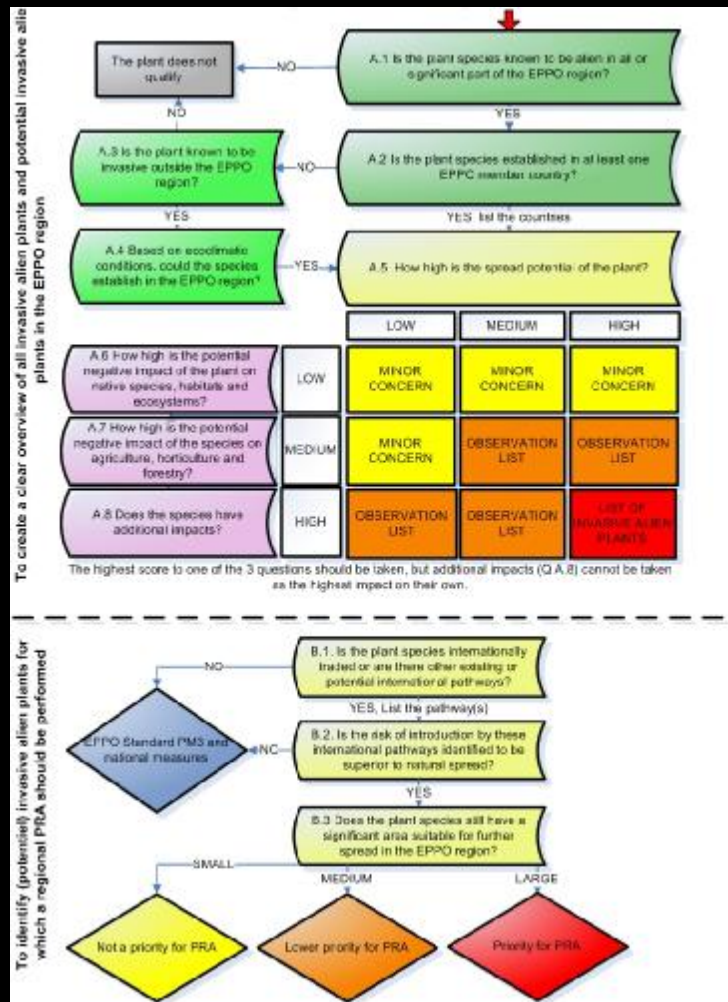 To create a clear overview of all invasive alien plants and potential invasive alie
plants in the EPPO region
The plant does not
qualify
NO
A.1 Is the plant species known to be alien in all or
significant part of the EPPO region?
NO
YES
A.3 Is the plant known to be
invasive outside the EPPO
region?
NO
A.2 Is the plant species established in at least one
EPPO member country?
YES
YES list the countries
A.4 Based on ecoclimatic
conditions, could the species
establish in the EPPO region?
YES
A.5 How high is the spread potential of the plant?
LOW
MEDIUM
HIGH
A.6 How high is the potential
negative impact of the plant on
native species, habitats and
ecosystems?
LOW
MINOR
CONCERN
MINOR
CONCERN
MINOR
CONCERN
A.7 How high is the potential
negative impact of the species on
agriculture, horticulture and
forestry?
MEDIUM
MINOR
CONCERN
OBSERVATION
LIST
OBSERVATION
LIST
A.8 Does the species have
additional impacts?
HIGH
OBSERVATION
LIST
OBSERVATION
LIST
LIST OF
INVASIVE ALIEN
PLANTS
The highest score to one of the 3 questions should be taken, but additional impacts (Q A.8) cannot be taken
as the highest impact on their own.
To identify (potential) invasive alien plants for
which a regional PRA should be performed
B.1. Is the plant species internationally
traded or are there other existing or
potential international pathways?
NO
YES, List the pathway(s)
EPPO Standard PM3 and
national measures
NO
B.2. Is the risk of introduction by these
international pathways identified to be
superior to natural spread?
YES
B.3 Does the plant species still have a
significant area suitable for further
spread in the EPPO region?
SMALL
MEDIUM
LARGE
Not a priority for PRA
Lower priority for PRA
Priority for PRA